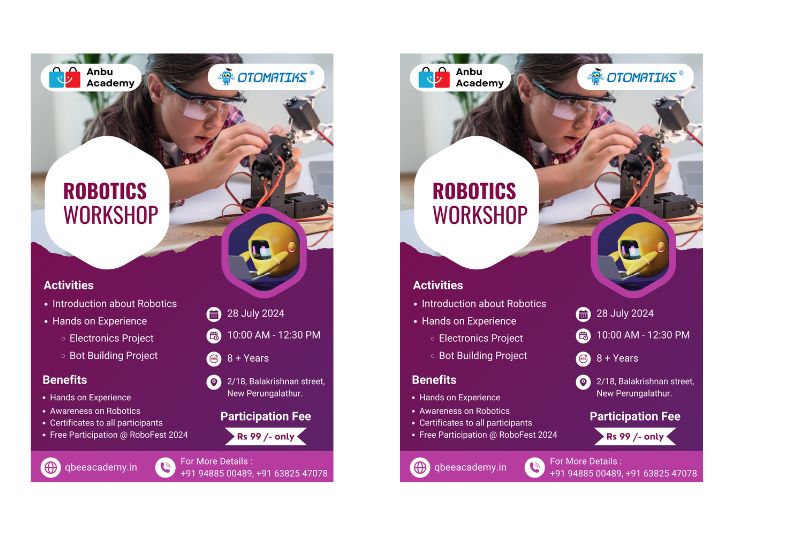 Anbu
Academy
OTOMATIKS®
ROBOTICS
WORKSHOP
Activities
• Introduction about Robotics
• Hands on Experience
◦ Electronics Project
◦ Bot Building Project
Benefits
• Hands on Experience
• Awareness on Robotics
• Certificates to all participants
• Free Participation @ RoboFest 2024
28 July 2024
10:00 AM - 12:30 PM
8 + Years
2/18, Balakrishnan street,
New Perungalathur.
Participation Fee
Rs 99 /- only
qbeeacademy.in
For More Details :
+91 94885 00489, +91 63825 47078
Anbu
Academy
OTOMATIKS®
ROBOTICS
WORKSHOP
Activities
• Introduction about Robotics
• Hands on Experience
◦ Electronics Project
◦ Bot Building Project
Benefits
• Hands on Experience
• Awareness on Robotics
• Certificates to all participants
• Free Participation @ RoboFest 2024
28 July 2024
10:00 AM - 12:30 PM
8 + Years
2/18, Balakrishnan street,
New Perungalathur.
Participation Fee
Rs 99 /- only
qbeeacademy.in
For More Details :
+91 94885 00489, +91 63825 47078